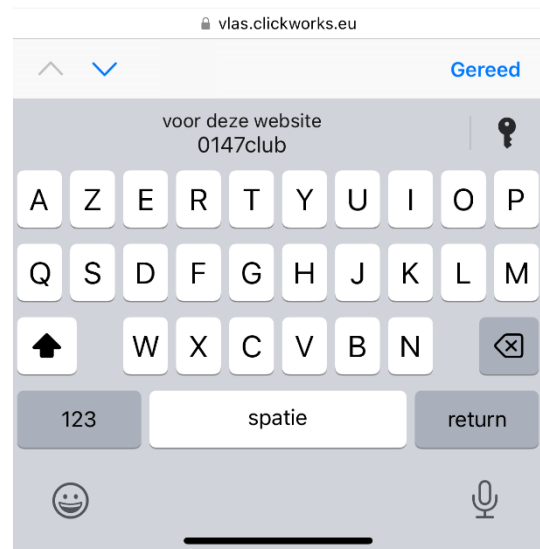 vlas.clickworks.eu
Gereed
voor deze website
0147club
A Z E R T Y U I O P
Q S D F G H J K L M
W X C V B N
123 spatie return